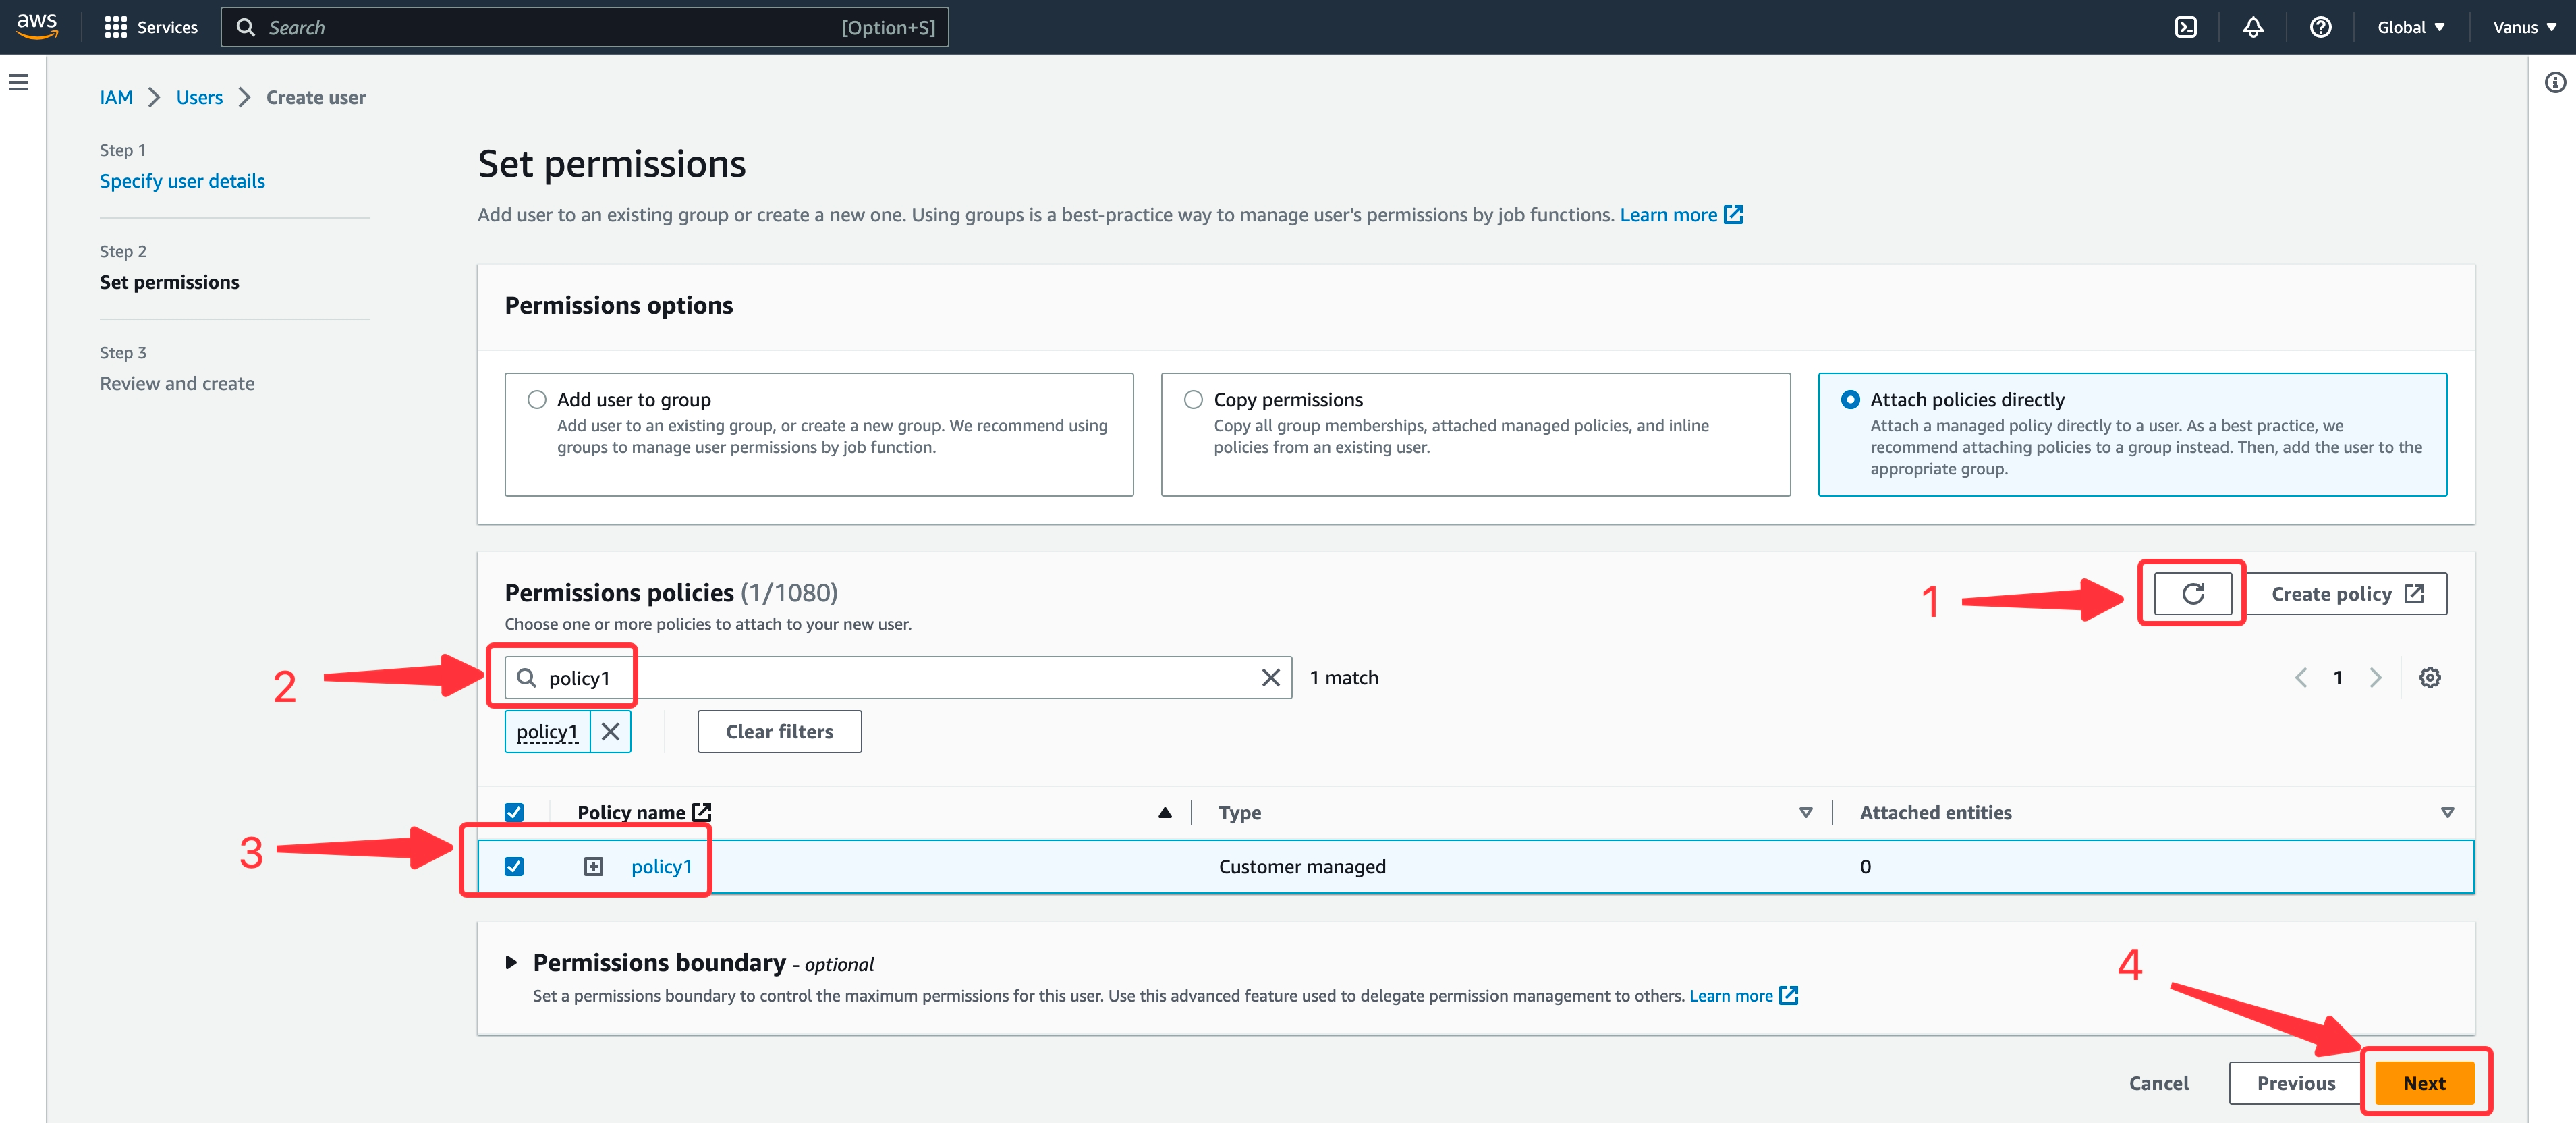 aws
Services
Search
[Option+S]
Global
Vanus
IAM
Users
Create user
Step 1
Specify user details
Step 2
Set permissions
Step 3
Review and create
Set permissions
Add user to an existing group or create a new one. Using groups is a best-practice way to manage user's permissions by job functions. Learn more
Permissions options
Add user to group
Add user to an existing group, or create a new group. We recommend using
groups to manage user permissions by job function.
Copy permissions
Copy all group memberships, attached managed policies, and inline
policies from an existing user.
Attach policies directly
Attach a managed policy directly to a user. As a best practice, we
recommend attaching policies to a group instead. Then, add the user to the
appropriate group.
Permissions policies (1/1080)
Choose one or more policies to attach to your new user.
1
Create policy
2
policy1
1 match
1
policy1
Clear filters
Policy name
Type
Attached entities
3
policy1
Customer managed
0
Permissions boundary - optional
Set a permissions boundary to control the maximum permissions for this user. Use this advanced feature used to delegate permission management to others. Learn more
4
Cancel
Previous
Next